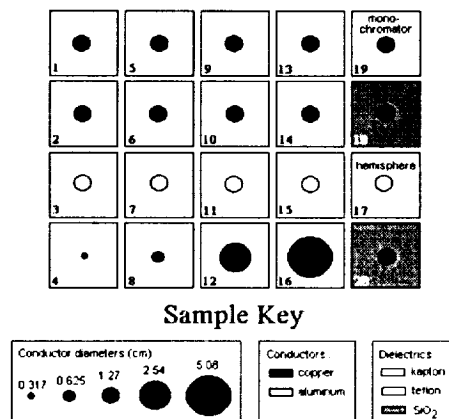 mono-
chromator
1 5 9 13 19
2 6 10 14
hemisphere
3 7 11 15 17
4 8 12 16
Sample Key
Conductor diameters (cm)
0.317 0.635 1.27 2.54 5.08
Conductors:
copper
aluminum
Dielectrics
kapton
teflon
SiO2